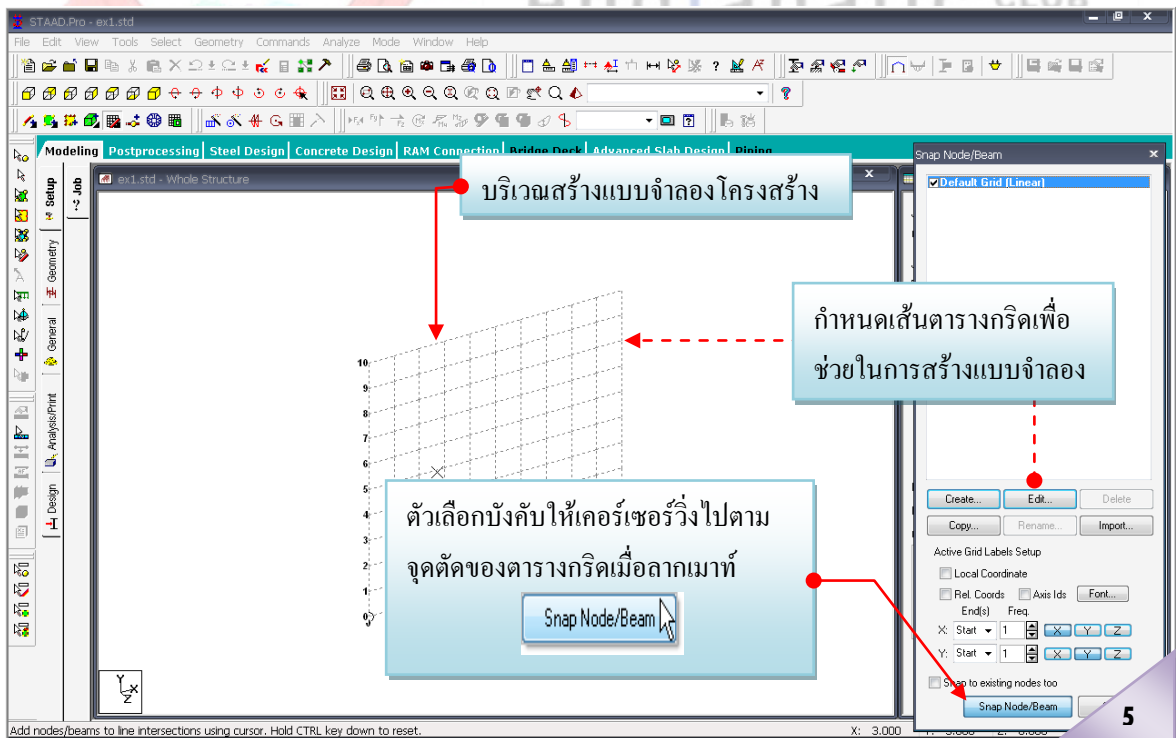 CLUB
STAAD.Pro - ex1.std
File Edit View Tools Select Geometry Commands Analyze Mode Window Help
Modeling Postprocessing Steel Design Concrete Design RAM Connection Bridge Deck Advanced Slab Design Piping
Snap Node/Beam
ex1.std - Whole Structure
Default Grid (Linear)
บริเวณสร้างแบบจำลองโครงสร้าง
Setup
Job
Geometry
General
Analysis/Print
Design
กำหนดเส้นตารางกริดเพื่อ
ช่วยในการสร้างแบบจำลอง
10
9
8
7
6
5
4
3
2
1
0
ตัวเลือกบังคับให้เคอร์เซอร์วิ่งไปตาม
จุดตัดของตารางกริดเมื่อลากเมาท์
Snap Node/Beam
Create... Edit... Delete
Copy... Rename... Import...
Active Grid Labels Setup
Local Coordinate
Rel. Coords Axis Ids Font...
End(s) Freq.
X: Start 1 X Y Z
Y: Start 1 X Y Z
Snap to existing nodes too
Snap Node/Beam
Y
X
Z
5
Add nodes/beams to line intersections using cursor. Hold CTRL key down to reset.
X: 3.000